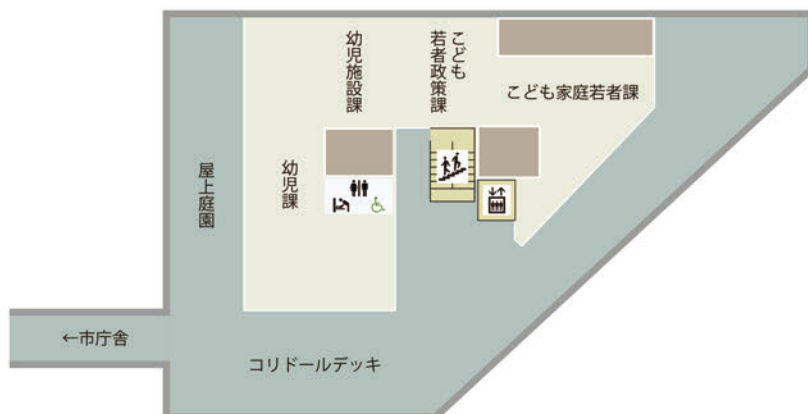 幼児施設課
こども
若者政策課
こども家庭若者課
幼児課
屋上庭園
←市庁舎
コリドールデッキ